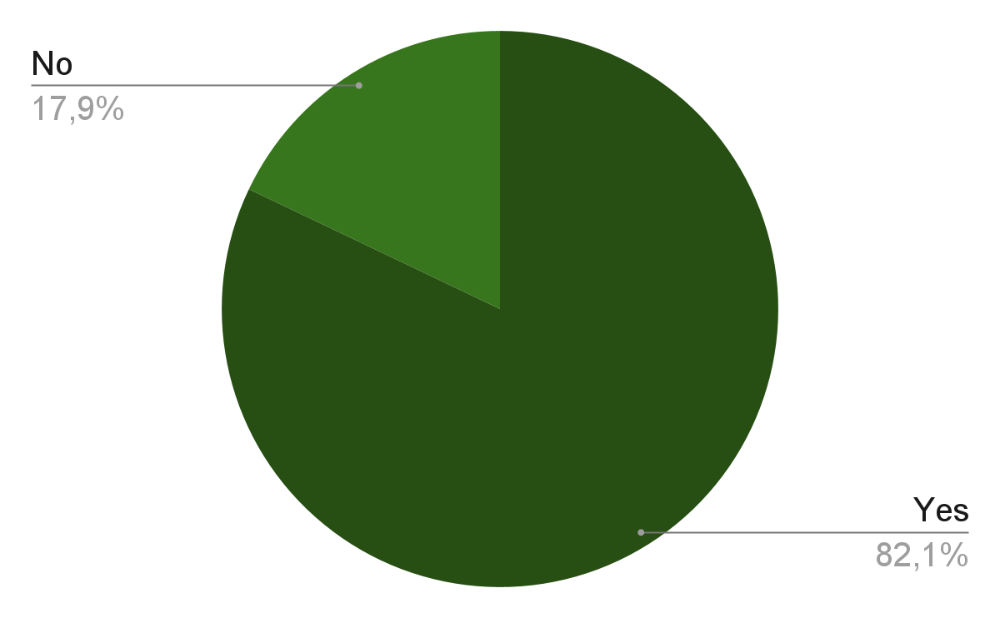 No
17,9%
Yes
82,1%